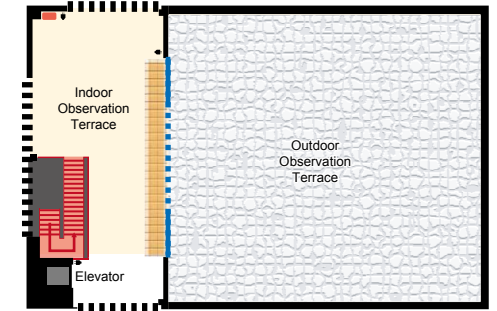 Indoor
Observation
Terrace
Outdoor
Observation
Terrace
Elevator